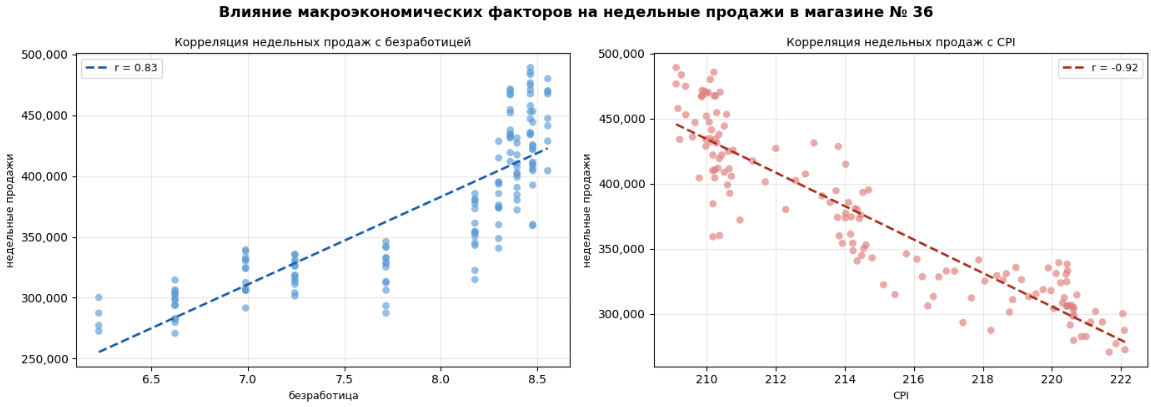 Влияние макроэкономических факторов на недельные продажи в магазине № 36
Корреляция недельных продаж с безработицей
r = 0.83
недельные продажи
500,000
450,000
400,000
350,000
300,000
250,000
6.5
7.0
7.5
8.0
8.5
безработица
Корреляция недельных продаж с CPI
r = -0.92
недельные продажи
500,000
450,000
400,000
350,000
300,000
210
212
214
216
218
220
222
CPI